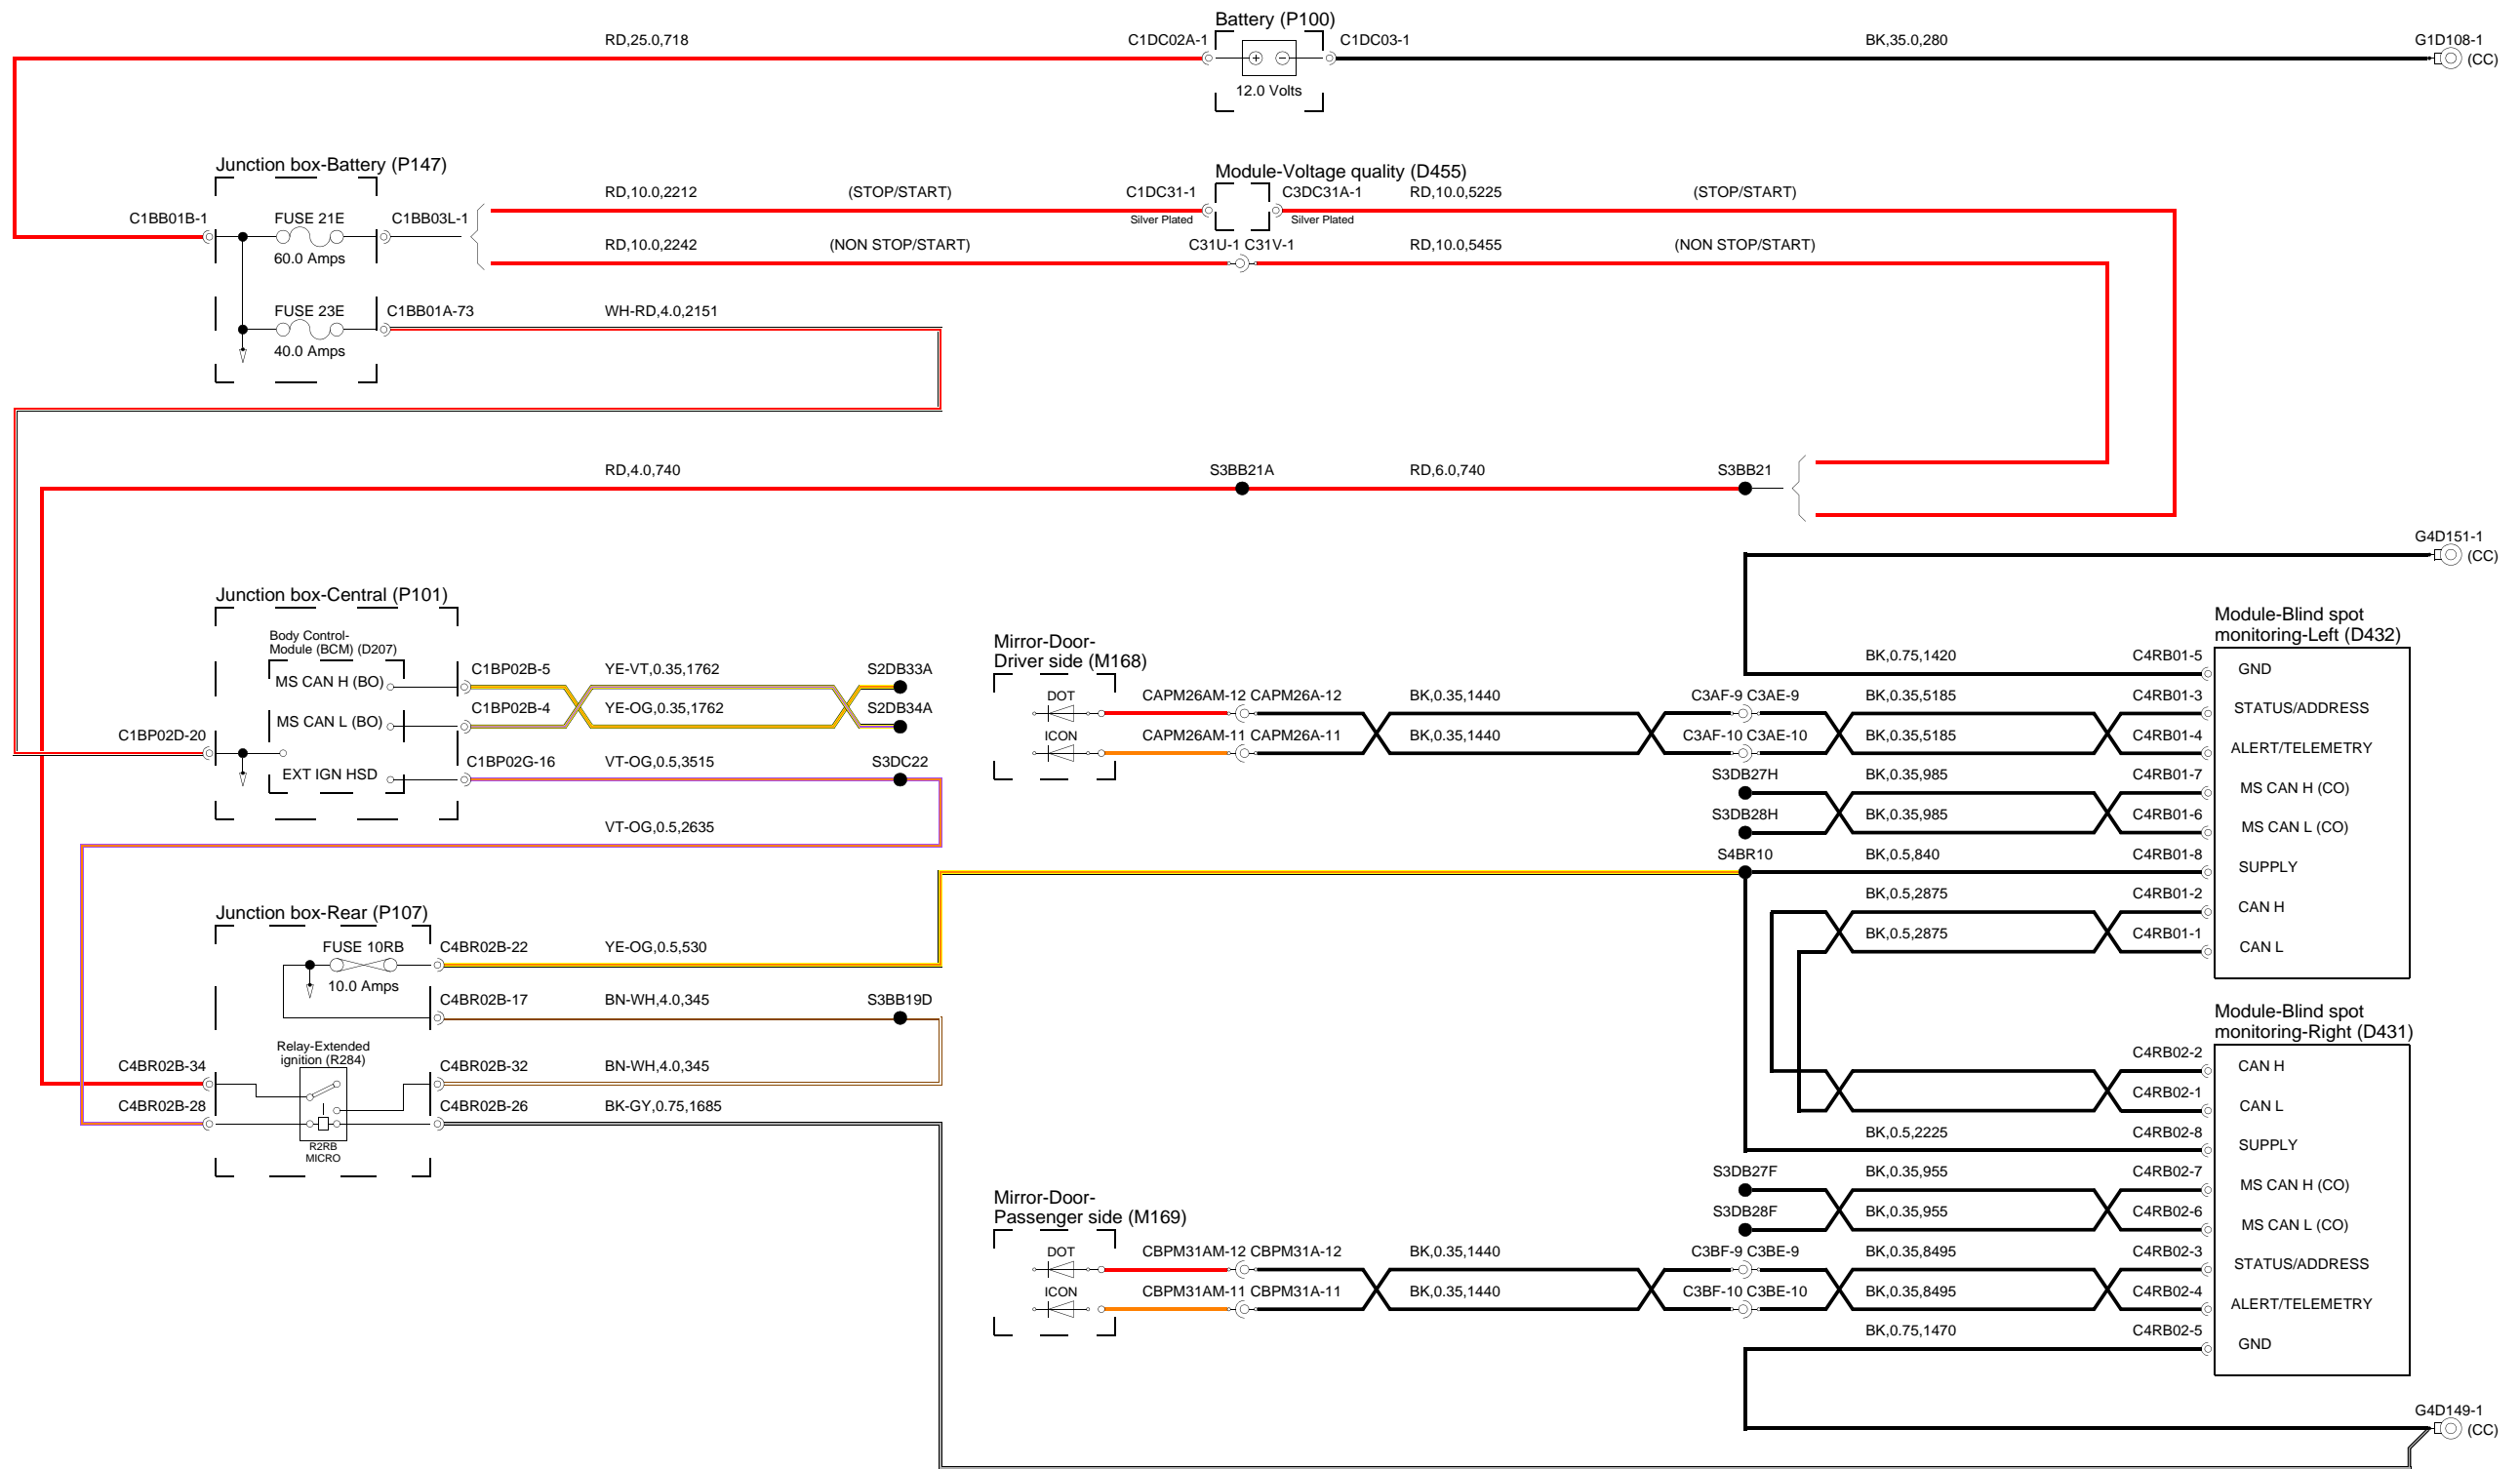 Battery (P100)
RD,25.0,718
C1DC02A-1
C1DC03-1
BK,35.0,280
G1D108-1
(CC)
+ −
12.0 Volts
Junction box-Battery (P147)
Module-Voltage quality (D455)
RD,10.0,2212
(STOP/START)
C1DC31-1
C3DC31A-1
RD,10.0,5225
(STOP/START)
C1BB01B-1
FUSE 21E
C1BB03L-1
Silver Plated
Silver Plated
RD,10.0,2242
(NON STOP/START)
C31U-1 C31V-1
RD,10.0,5455
(NON STOP/START)
60.0 Amps
FUSE 23E
C1BB01A-73
WH-RD,4.0,2151
40.0 Amps
RD,4.0,740
S3BB21A
RD,6.0,740
S3BB21
G4D151-1
(CC)
Junction box-Central (P101)
Body Control-
Module (BCM) (D207)
MS CAN H (BO)
C1BP02B-5
YE-VT,0.35,1762
S2DB33A
MS CAN L (BO)
C1BP02B-4
YE-OG,0.35,1762
S2DB34A
C1BP02D-20
EXT IGN HSD
C1BP02G-16
VT-OG,0.5,3515
S3DC22
VT-OG,0.5,2635
Mirror-Door-
Driver side (M168)
DOT
CAPM26AM-12 CAPM26A-12
BK,0.35,1440
C3AF-9 C3AE-9
BK,0.35,5185
ICON
CAPM26AM-11 CAPM26A-11
BK,0.35,1440
C3AF-10 C3AE-10
BK,0.35,5185
Module-Blind spot
monitoring-Left (D432)
BK,0.75,1420
C4RB01-5
GND
C4RB01-3
STATUS/ADDRESS
C4RB01-4
ALERT/TELEMETRY
S3DB27H
BK,0.35,985
C4RB01-7
MS CAN H (CO)
S3DB28H
BK,0.35,985
C4RB01-6
MS CAN L (CO)
S4BR10
BK,0.5,840
C4RB01-8
SUPPLY
BK,0.5,2875
C4RB01-2
CAN H
BK,0.5,2875
C4RB01-1
CAN L
Junction box-Rear (P107)
FUSE 10RB
C4BR02B-22
YE-OG,0.5,530
10.0 Amps
C4BR02B-17
BN-WH,4.0,345
S3BB19D
Relay-Extended
ignition (R284)
C4BR02B-34
C4BR02B-32
BN-WH,4.0,345
C4BR02B-28
C4BR02B-26
BK-GY,0.75,1685
R2RB
MICRO
Module-Blind spot
monitoring-Right (D431)
C4RB02-2
CAN H
C4RB02-1
CAN L
BK,0.5,2225
C4RB02-8
SUPPLY
S3DB27F
BK,0.35,955
C4RB02-7
MS CAN H (CO)
S3DB28F
BK,0.35,955
C4RB02-6
MS CAN L (CO)
Mirror-Door-
Passenger side (M169)
DOT
CBPM31AM-12 CBPM31A-12
BK,0.35,1440
C3BF-9 C3BE-9
BK,0.35,8495
C4RB02-3
STATUS/ADDRESS
ICON
CBPM31AM-11 CBPM31A-11
BK,0.35,1440
C3BF-10 C3BE-10
BK,0.35,8495
C4RB02-4
ALERT/TELEMETRY
BK,0.75,1470
C4RB02-5
GND
G4D149-1
(CC)